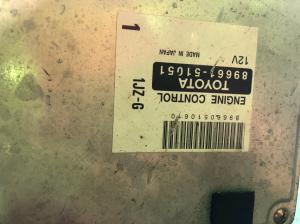 ENGINE CONTROL
1JZ-G
TOYOTA
89661-51051
12V
MADE IN JAPAN
1